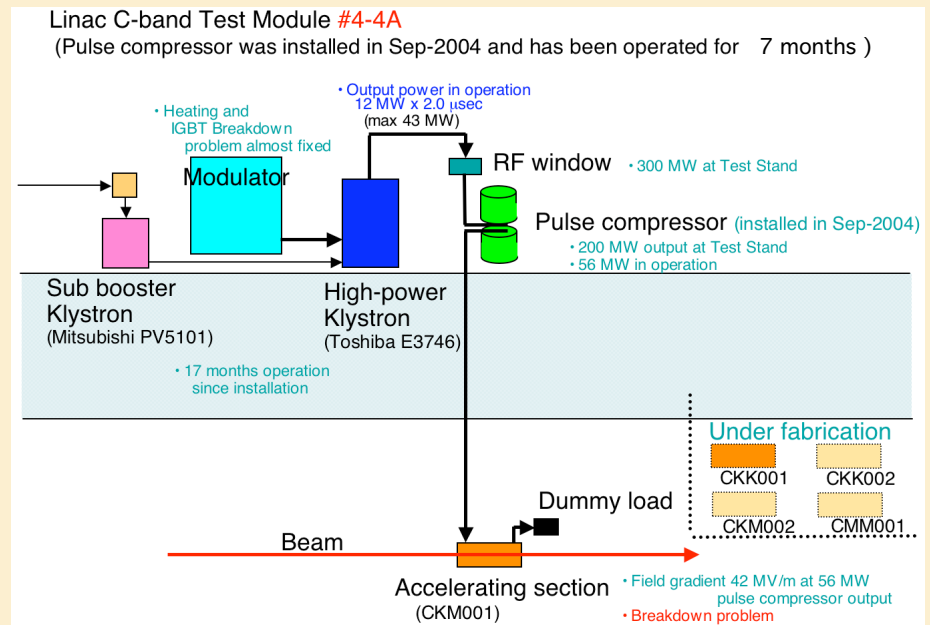 Linac C-band Test Module #4-4A
(Pulse compressor was installed in Sep-2004 and has been operated for 7 months )
• Output power in operation
12 MW x 2.0 μsec
(max 43 MW)
• Heating and
IGBT Breakdown
problem almost fixed
Modulator
RF window
• 300 MW at Test Stand
Pulse compressor (installed in Sep-2004)
• 200 MW output at Test Stand
• 56 MW in operation
Sub booster
Klystron
(Mitsubishi PV5101)
High-power
Klystron
(Toshiba E3746)
• 17 months operation
since installation
Under fabrication
CKK001
CKK002
CKM002
CMM001
Dummy load
Beam
Accelerating section
(CKM001)
• Field gradient 42 MV/m at 56 MW
pulse compressor output
• Breakdown problem